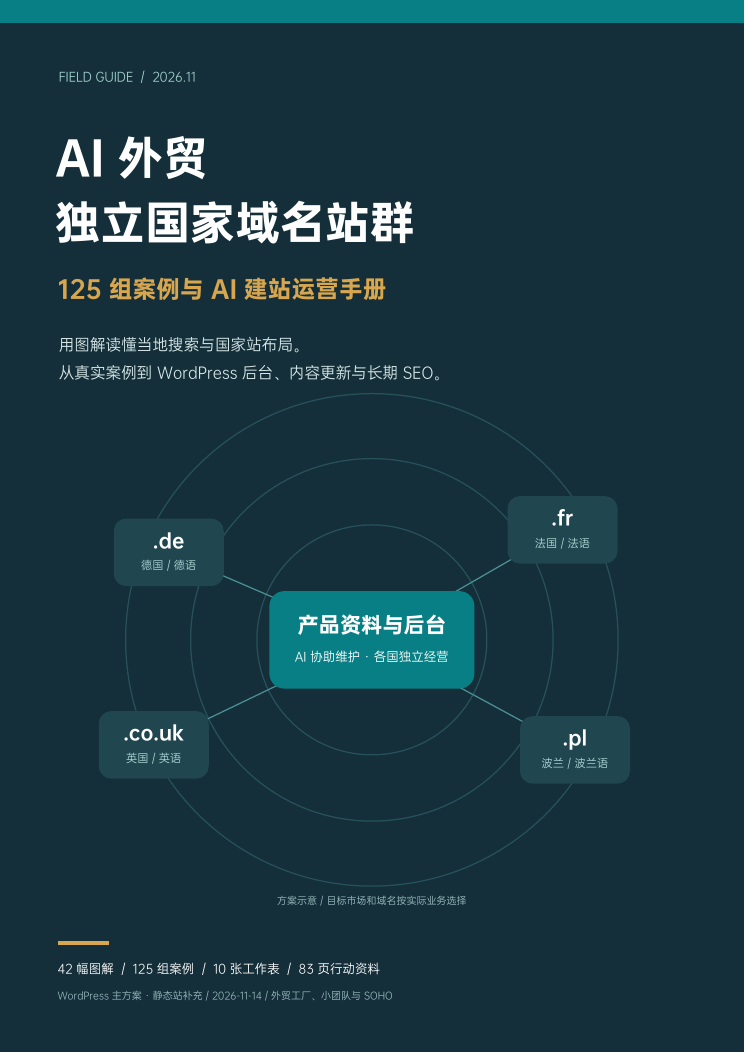 FIELD GUIDE / 2026.11
AI 外贸
独立国家域名站群
125 组案例与 AI 建站运营手册
用图解读懂当地搜索与国家站布局。
从真实案例到 WordPress 后台、内容更新与长期 SEO。
.fr
法国 / 法语
.de
德国 / 德语
产品资料与后台
AI 协助维护 · 各国独立经营
.co.uk
英国 / 英语
.pl
波兰 / 波兰语
方案示意 / 目标市场和域名按实际业务选择
42 幅图解 / 125 组案例 / 10 张工作表 / 83 页行动资料
WordPress 主方案 · 静态站补充 / 2026-11-14 / 外贸工厂、小团队与 SOHO